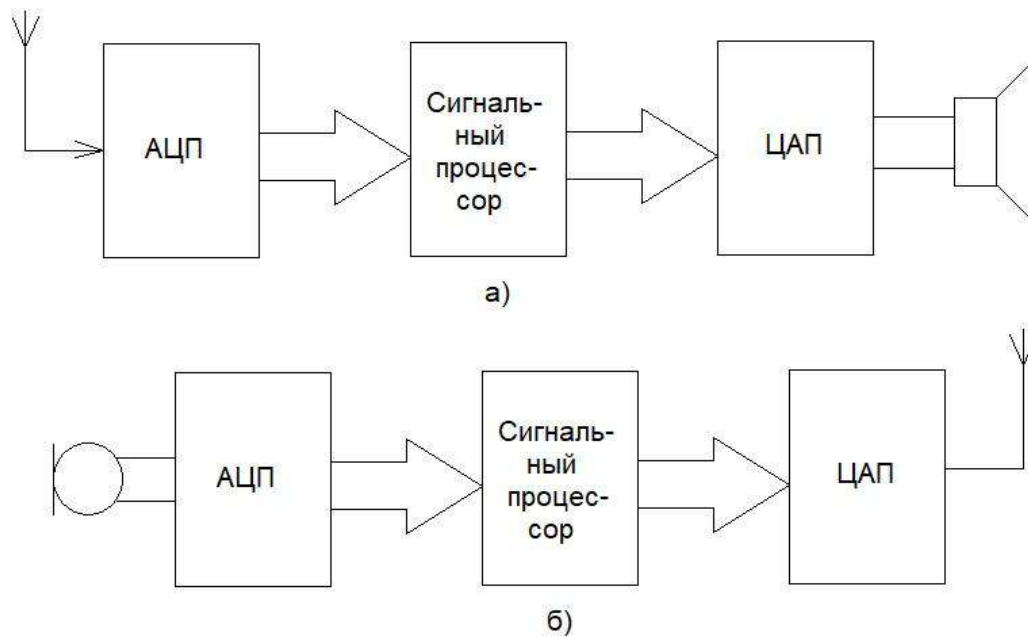 АЦП
Сигналь-
ный
процес-
сор
ЦАП
а)
АЦП
Сигналь-
ный
процес-
сор
ЦАП
б)